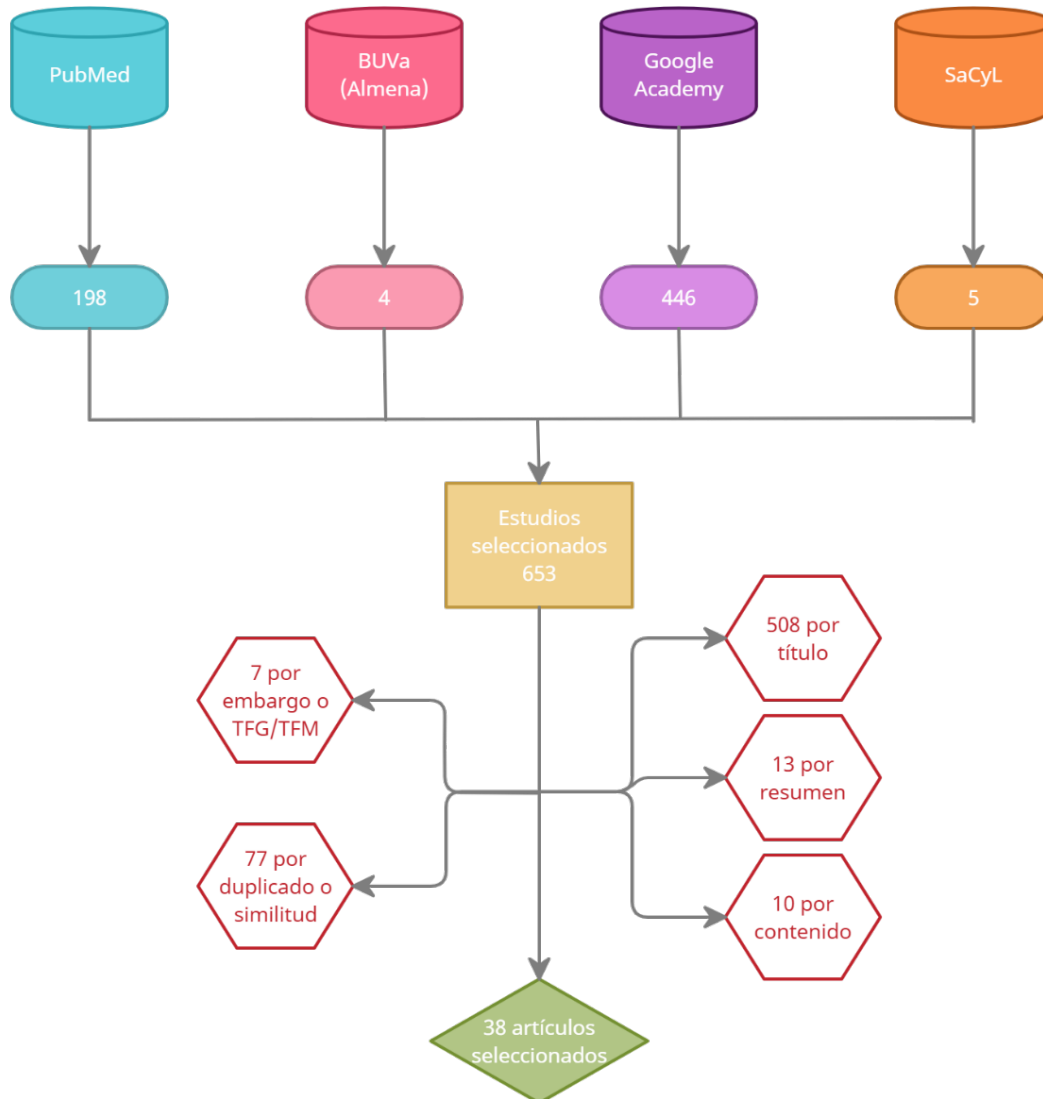 PubMed
BUVa
(Almena)
Google
Academy
SaCyL
198
4
446
5
Estudios
seleccionados
653
7 por
embargo o
TFG/TFM
77 por
duplicado o
similitud
508 por
título
13 por
resumen
10 por
contenido
38 artículos
seleccionados